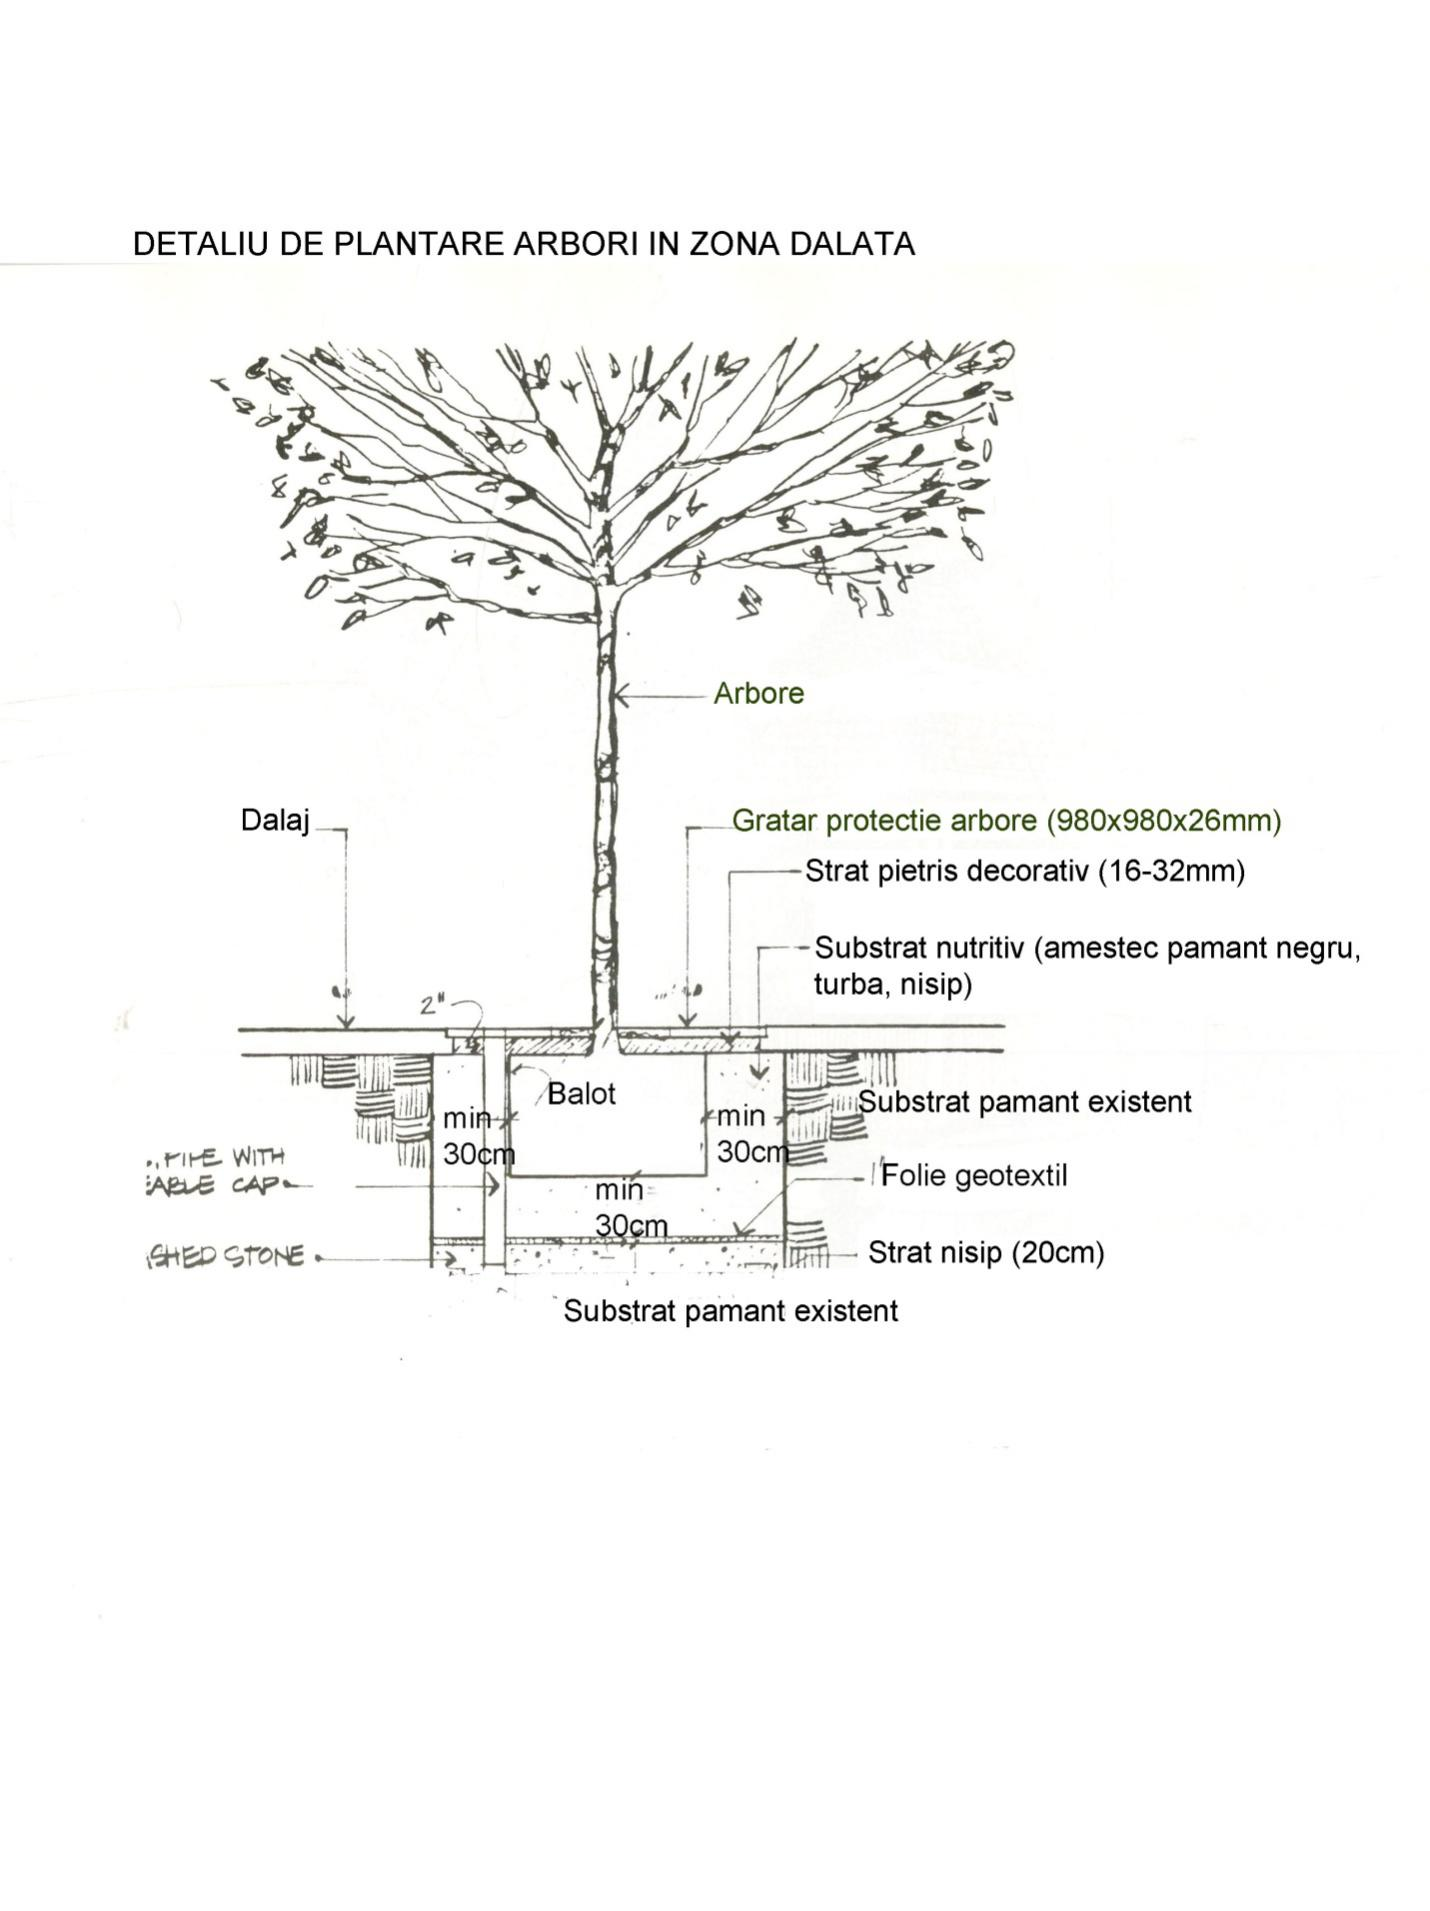 DETALIU DE PLANTARE ARBORI IN ZONA DALATA
Arbore
Dalaj
Gratar protectie arbore (980x980x26mm)
Strat pietris decorativ (16-32mm)
Substrat nutritiv (amestec pamant negru,
turba, nisip)
2"
Balot
min
30cm
min
30cm
Substrat pamant existent
PIPE WITH
ABLE CAP
min
30cm
Folie geotextil
SHED STONE
Strat nisip (20cm)
Substrat pamant existent